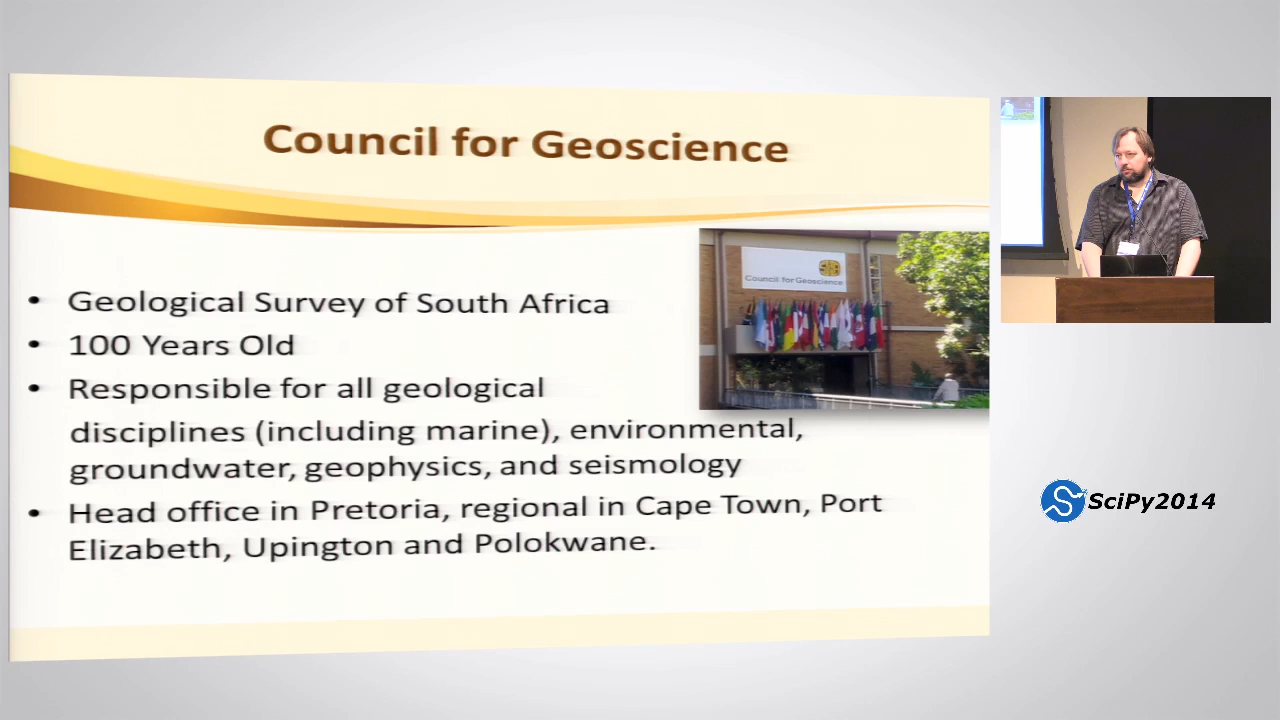 Council for Geoscience
Council for Geoscience
• Geological Survey of South Africa
• 100 Years Old
• Responsible for all geological
disciplines (including marine), environmental,
groundwater, geophysics, and seismology
• Head office in Pretoria, regional in Cape Town, Port
Elizabeth, Upington and Polokwane.
SciPy2014